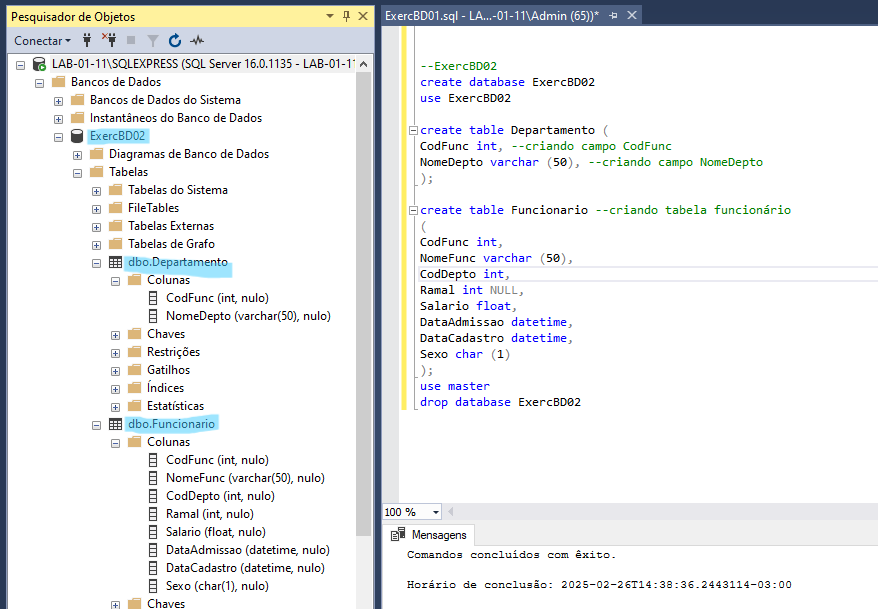 Pesquisador de Objetos
Conectar
LAB-01-11\SQLEXPRESS (SQL Server 16.0.1135 - LAB-01-1
Bancos de Dados
Bancos de Dados do Sistema
Instantâneos do Banco de Dados
ExercBD02
Diagramas de Banco de Dados
Tabelas
Tabelas do Sistema
FileTables
Tabelas Externas
Tabelas de Grafo
dbo.Departamento
Colunas
CodFunc (int, nulo)
NomeDepto (varchar(50), nulo)
Chaves
Restrições
Gatilhos
Índices
Estatísticas
dbo.Funcionario
Colunas
CodFunc (int, nulo)
NomeFunc (varchar(50), nulo)
CodDepto (int, nulo)
Ramal (int, nulo)
Salario (float, nulo)
DataAdmissao (datetime, nulo)
DataCadastro (datetime, nulo)
Sexo (char(1), nulo)
Chaves
ExercBD01.sql - LA...-01-11\Admin (65))*
--ExercBD02
create database ExercBD02
use ExercBD02
create table Departamento (
CodFunc int, --criando campo CodFunc
NomeDepto varchar (50), --criando campo NomeDepto
);
create table Funcionario --criando tabela funcionário
(
CodFunc int,
NomeFunc varchar (50),
CodDepto int,
Ramal int NULL,
Salario float,
DataAdmissao datetime,
DataCadastro datetime,
Sexo char (1)
);
use master
drop database ExercBD02
100 %
Mensagens
Comandos concluídos com êxito.
Horário de conclusão: 2025-02-26T14:38:36.2443114-03:00